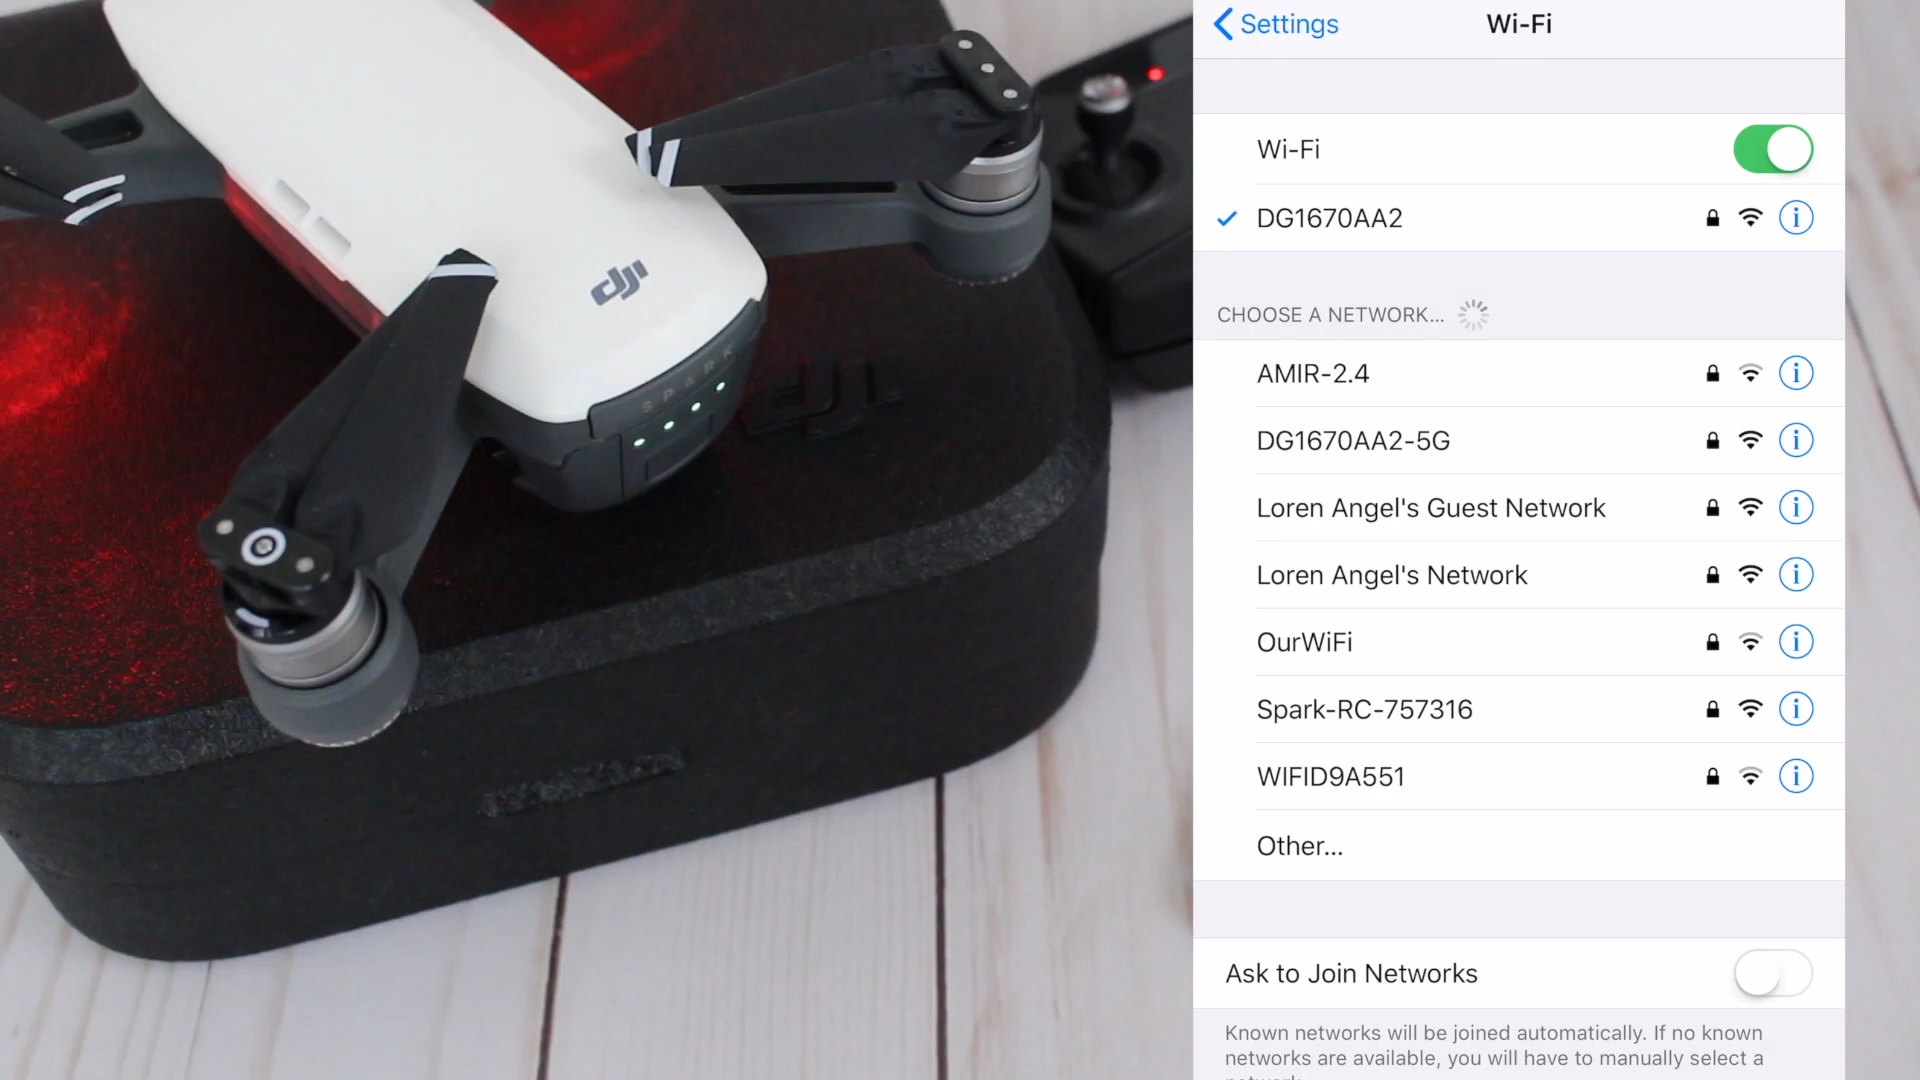 dji
SPARK
dji
Settings
Wi-Fi
Wi-Fi
DG1670AA2
CHOOSE A NETWORK...
AMIR-2.4
DG1670AA2-5G
Loren Angel's Guest Network
Loren Angel's Network
OurWiFi
Spark-RC-757316
WIFID9A551
Other...
Ask to Join Networks
Known networks will be joined automatically. If no known
networks are available, you will have to manually select a